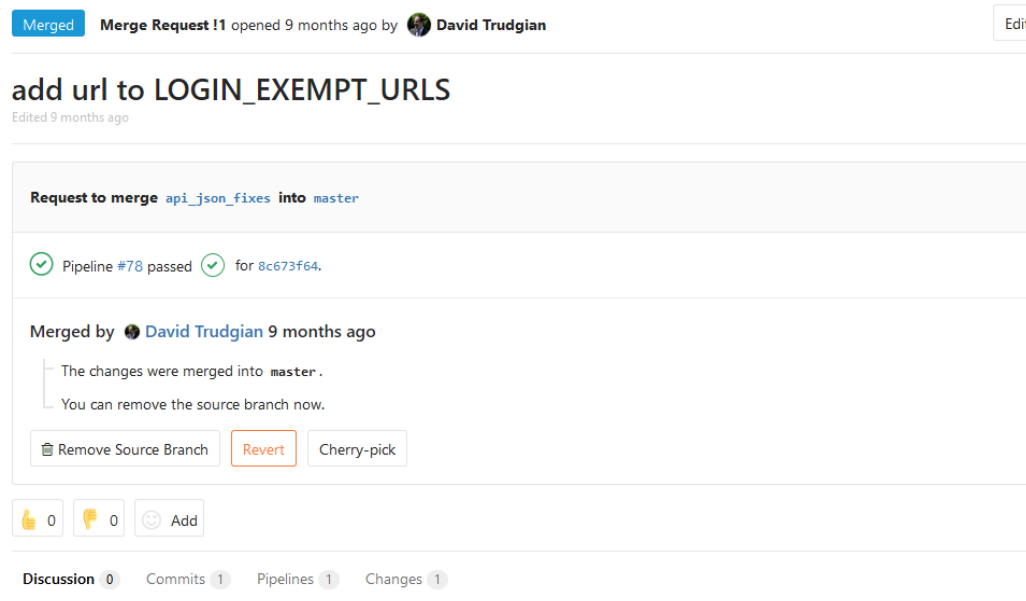 Merged Merge Request !1 opened 9 months ago by David Trudgian Edit
add url to LOGIN_EXEMPT_URLS
Edited 9 months ago
Request to merge api_json_fixes into master
Pipeline #78 passed for 8c673f64.
Merged by David Trudgian 9 months ago
The changes were merged into master.
You can remove the source branch now.
Remove Source Branch Revert Cherry-pick
0 0 Add
Discussion 0 Commits 1 Pipelines 1 Changes 1